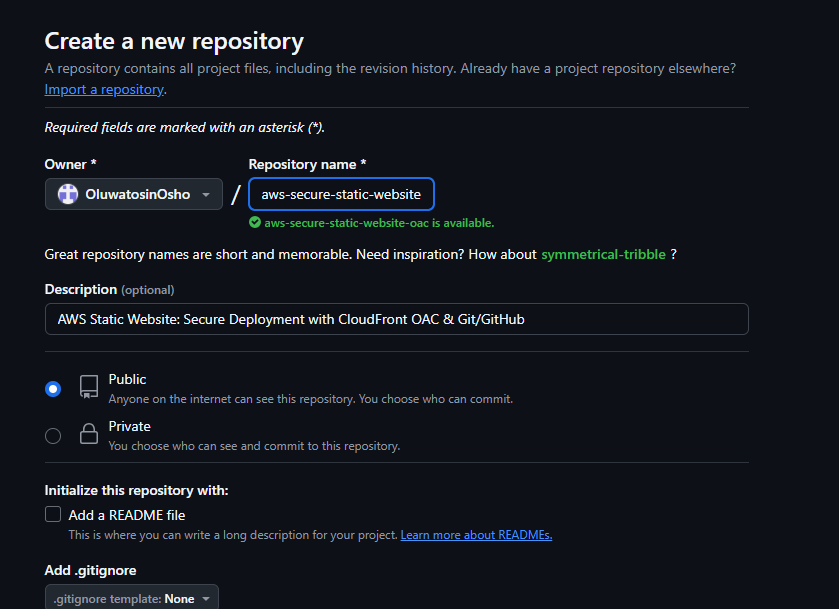 Create a new repository
A repository contains all project files, including the revision history. Already have a project repository elsewhere?
Import a repository.
Required fields are marked with an asterisk (*).
Owner * Repository name *
OluwatosinOsho / aws-secure-static-website
aws-secure-static-website-oac is available.
Great repository names are short and memorable. Need inspiration? How about symmetrical-tribble ?
Description (optional)
AWS Static Website: Secure Deployment with CloudFront OAC & Git/GitHub
Public
Anyone on the internet can see this repository. You choose who can commit.
Private
You choose who can see and commit to this repository.
Initialize this repository with:
Add a README file
This is where you can write a long description for your project. Learn more about READMEs.
Add .gitignore
.gitignore template: None